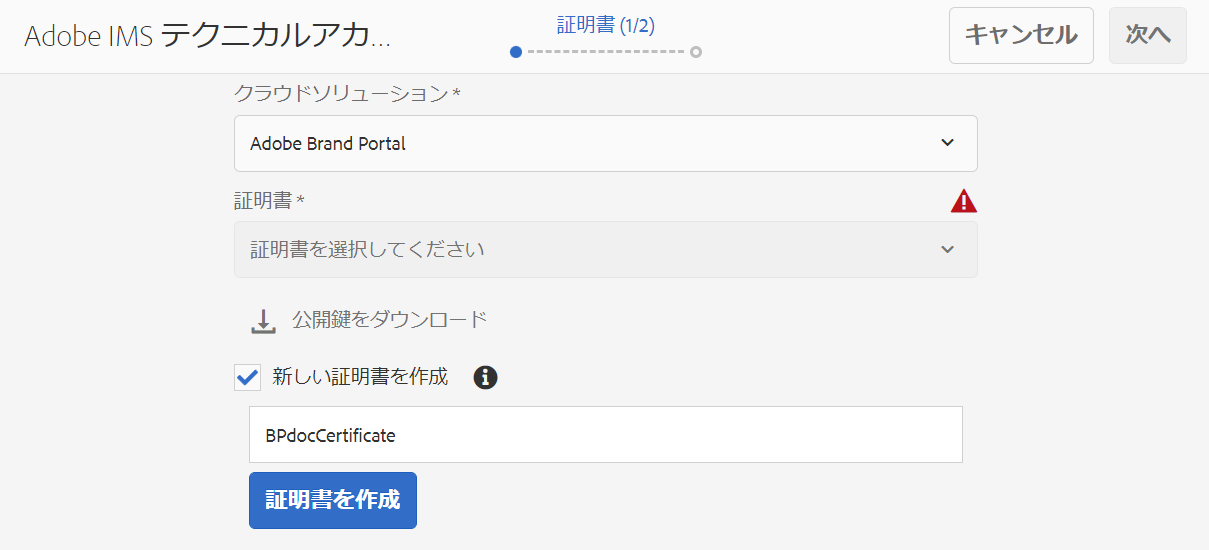 Adobe IMS テクニカルアカ...
証明書 (1/2)
キャンセル
次へ
クラウドソリューション *
Adobe Brand Portal
証明書 *
証明書を選択してください
公開鍵をダウンロード
新しい証明書を作成
BPdocCertificate
証明書を作成